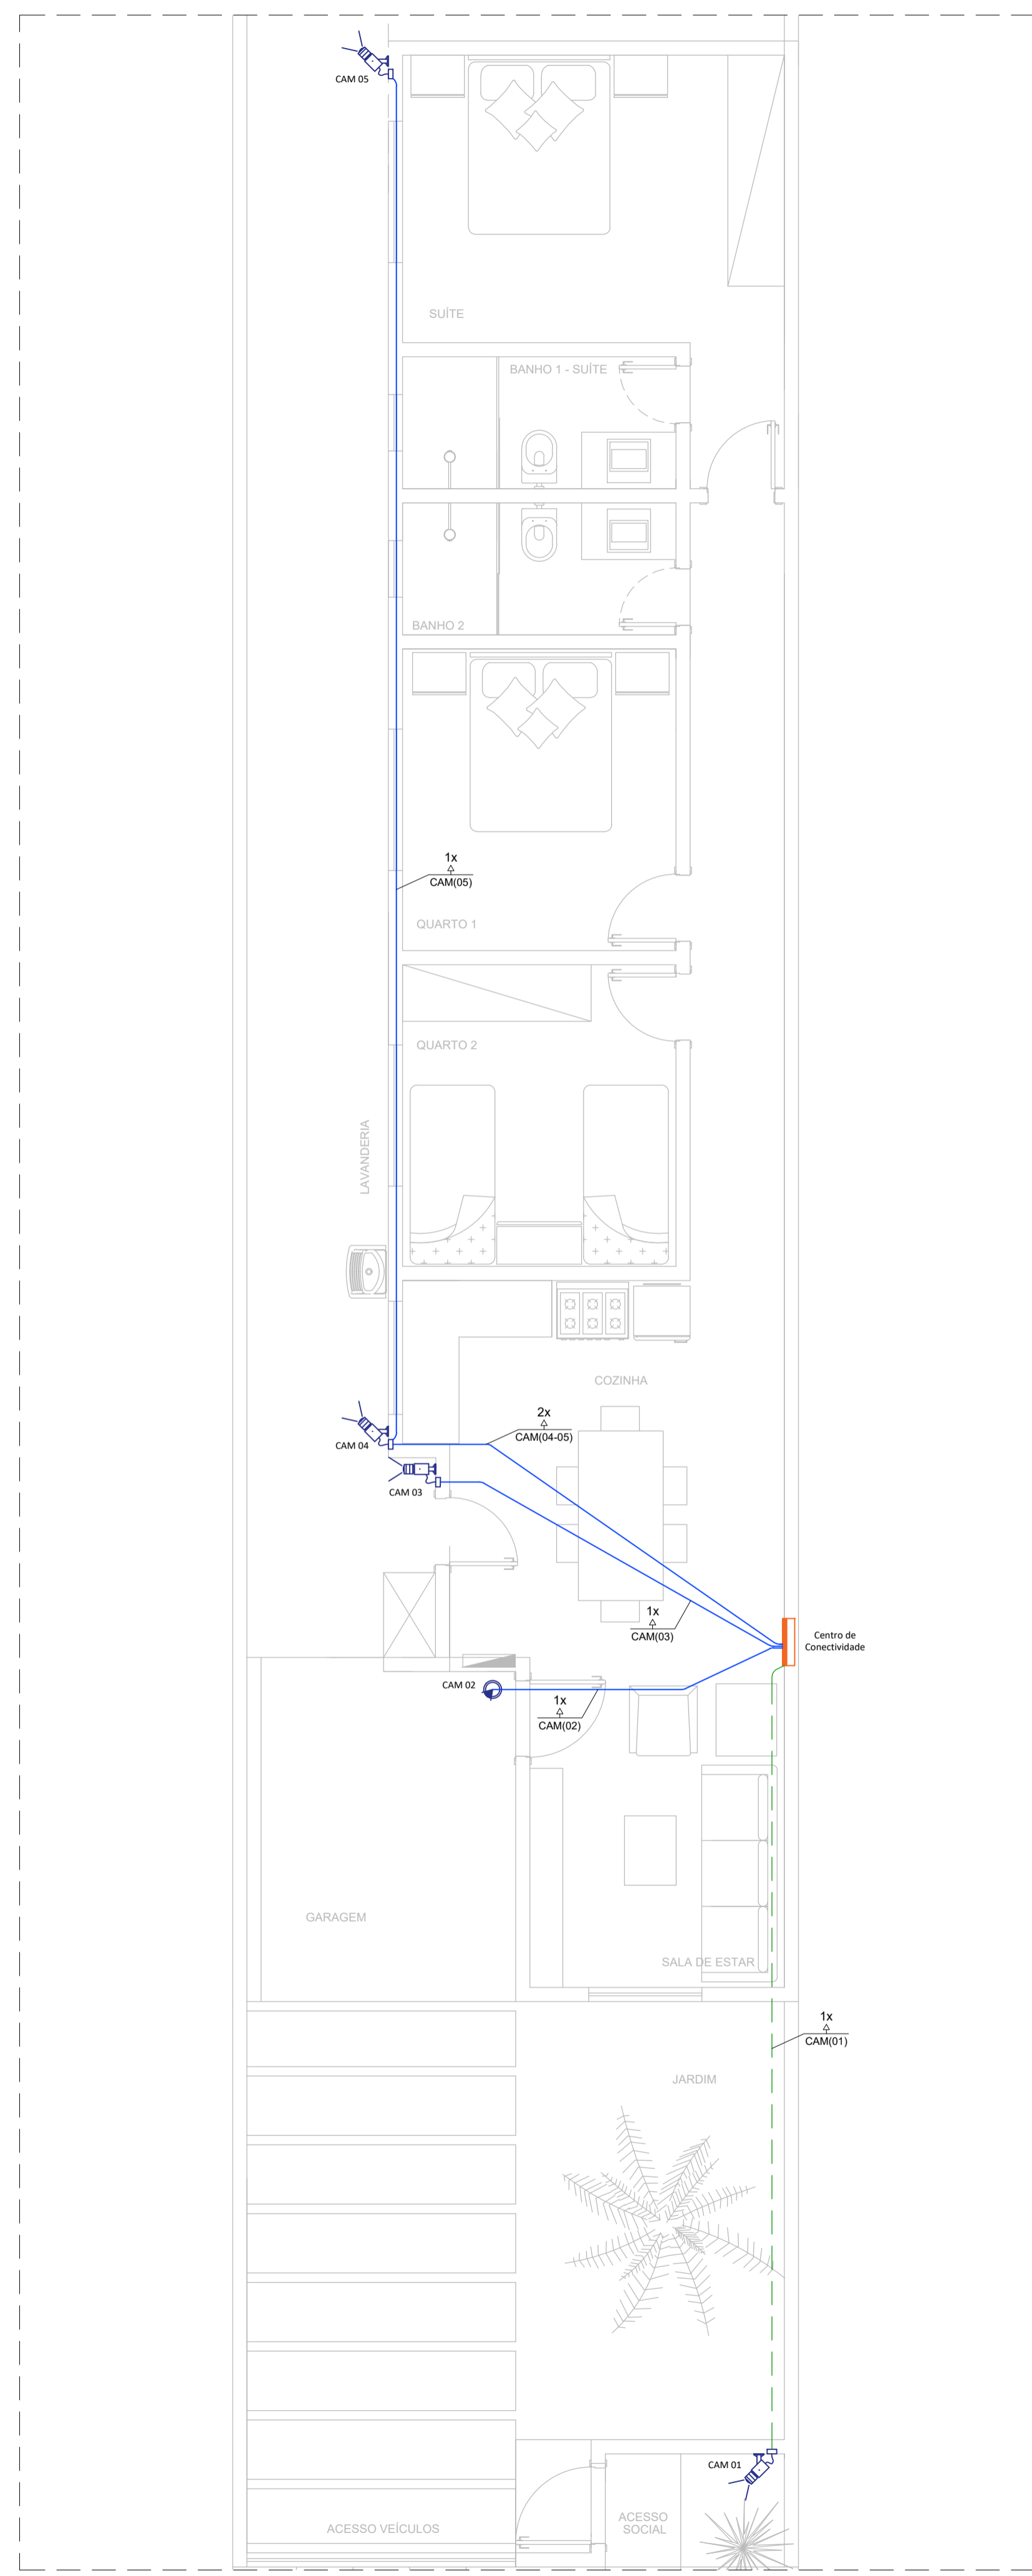 CAM 05
SUÍTE
BANHO 1 - SUÍTE
BANHO 2
1x
CAM(05)
QUARTO 1
QUARTO 2
LAVANDERIA
COZINHA
2x
CAM(04-05)
CAM 04
CAM 03
1x
CAM(03)
Centro de
Conectividade
CAM 02
1x
CAM(02)
GARAGEM
SALA DE ESTAR
1x
CAM(01)
JARDIM
CAM 01
ACESSO
SOCIAL
ACESSO VEÍCULOS